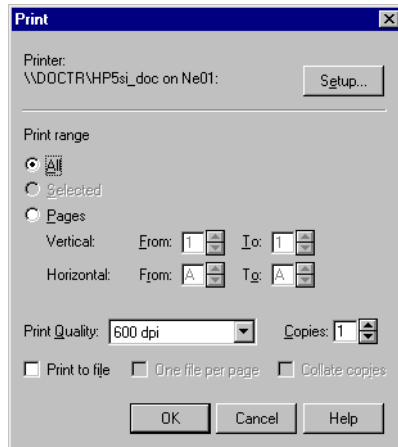 Print
Printer:
\\DOCTR\HP5si_doc on Ne01:
Setup...
Print range
All
Selected
Pages
Vertical: From: 1 To: 1
Horizontal: From: A To: A
Print Quality: 600 dpi Copies: 1
Print to file One file per page Collate copies
OK Cancel Help